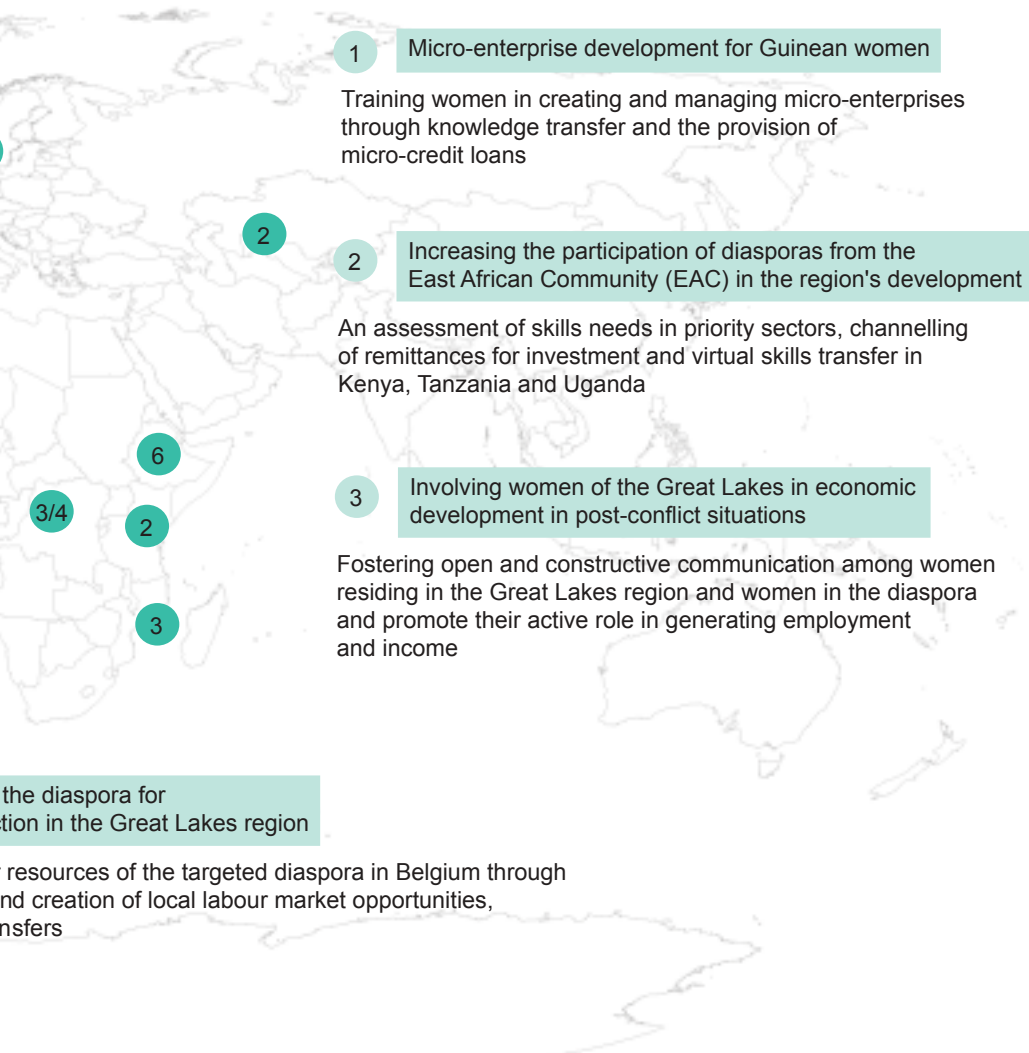 1
Micro-enterprise development for Guinean women
Training women in creating and managing micro-enterprises
through knowledge transfer and the provision of
micro-credit loans
2
2
Increasing the participation of diasporas from the
East African Community (EAC) in the region's development
An assessment of skills needs in priority sectors, channelling
of remittances for investment and virtual skills transfer in
Kenya, Tanzania and Uganda
6
3/4
2
3
3
Involving women of the Great Lakes in economic
development in post-conflict situations
Fostering open and constructive communication among women
residing in the Great Lakes region and women in the diaspora
and promote their active role in generating employment
and income
the diaspora for
ction in the Great Lakes region
resources of the targeted diaspora in Belgium through
nd creation of local labour market opportunities,
nsfers